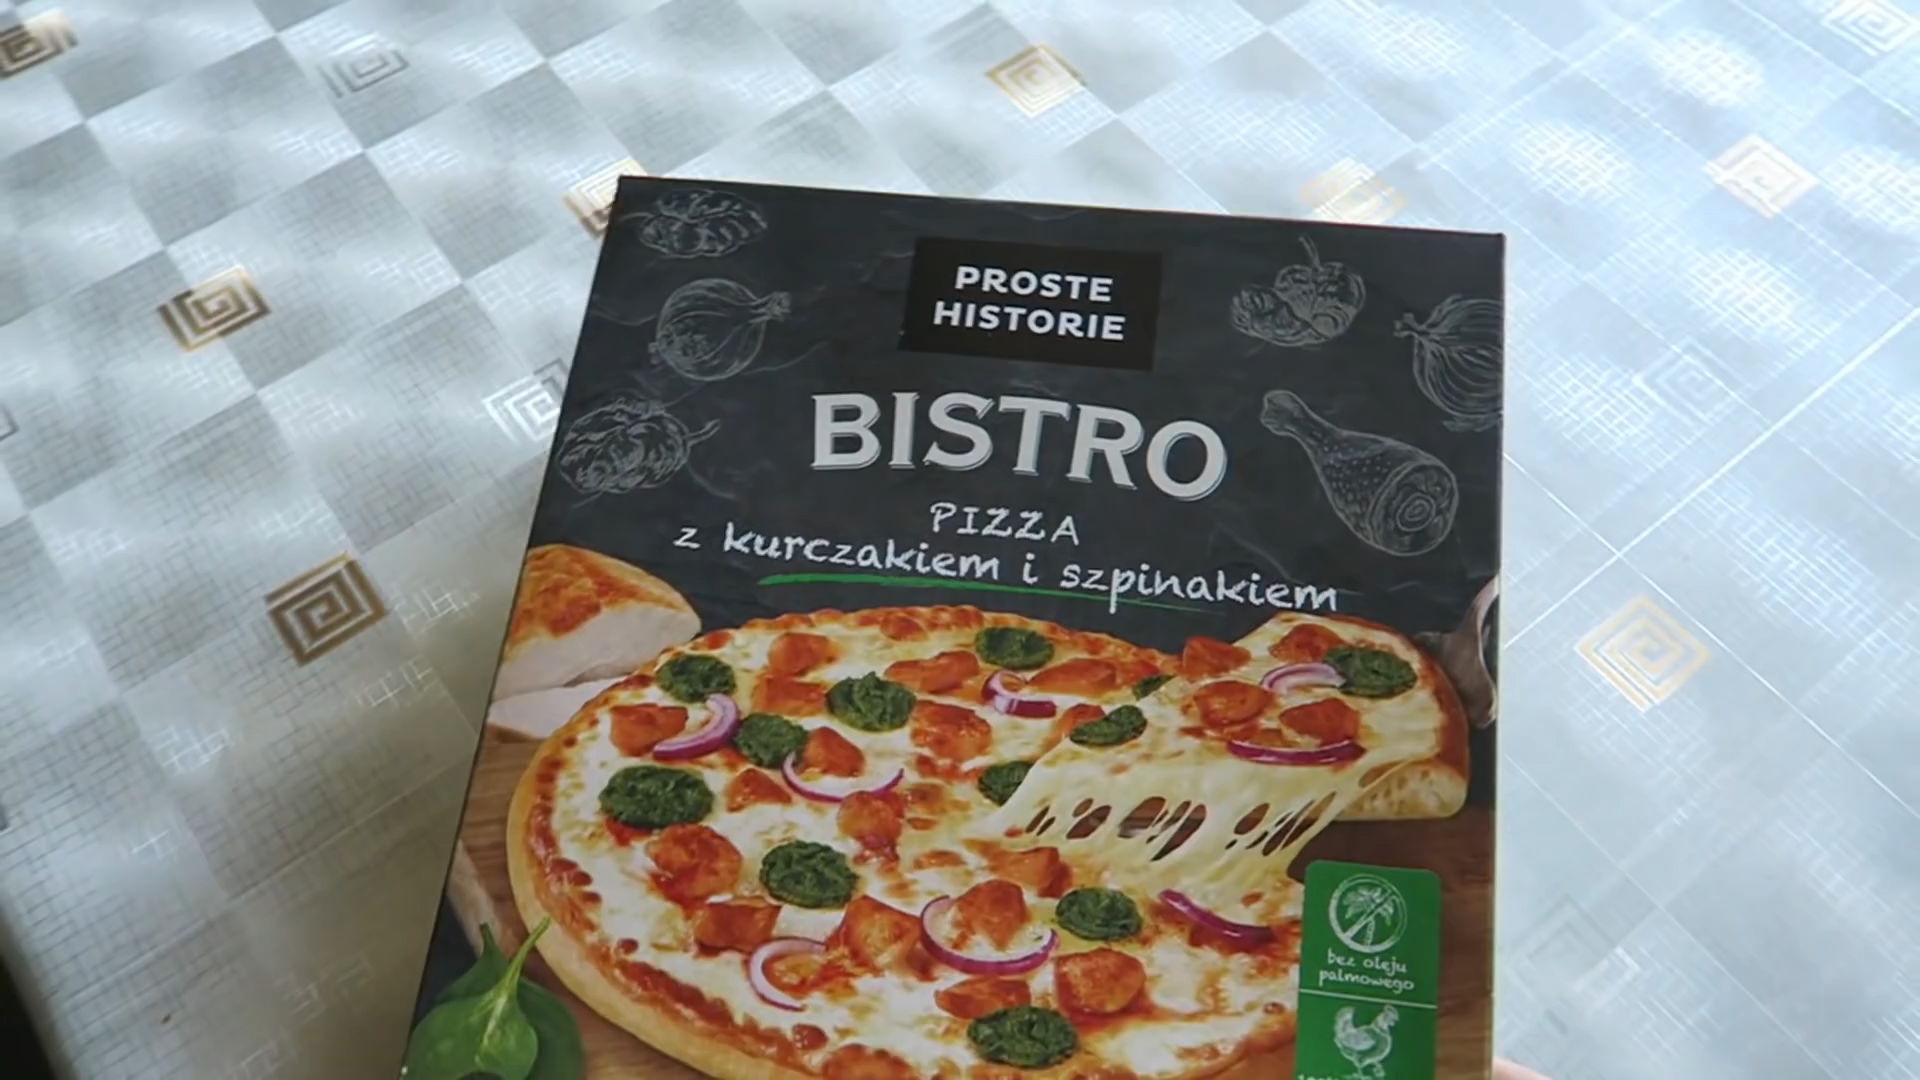 PROSTE
HISTORIE
BISTRO
PIZZA
z kurczakiem i szpinakiem
bez oleju
palmowego